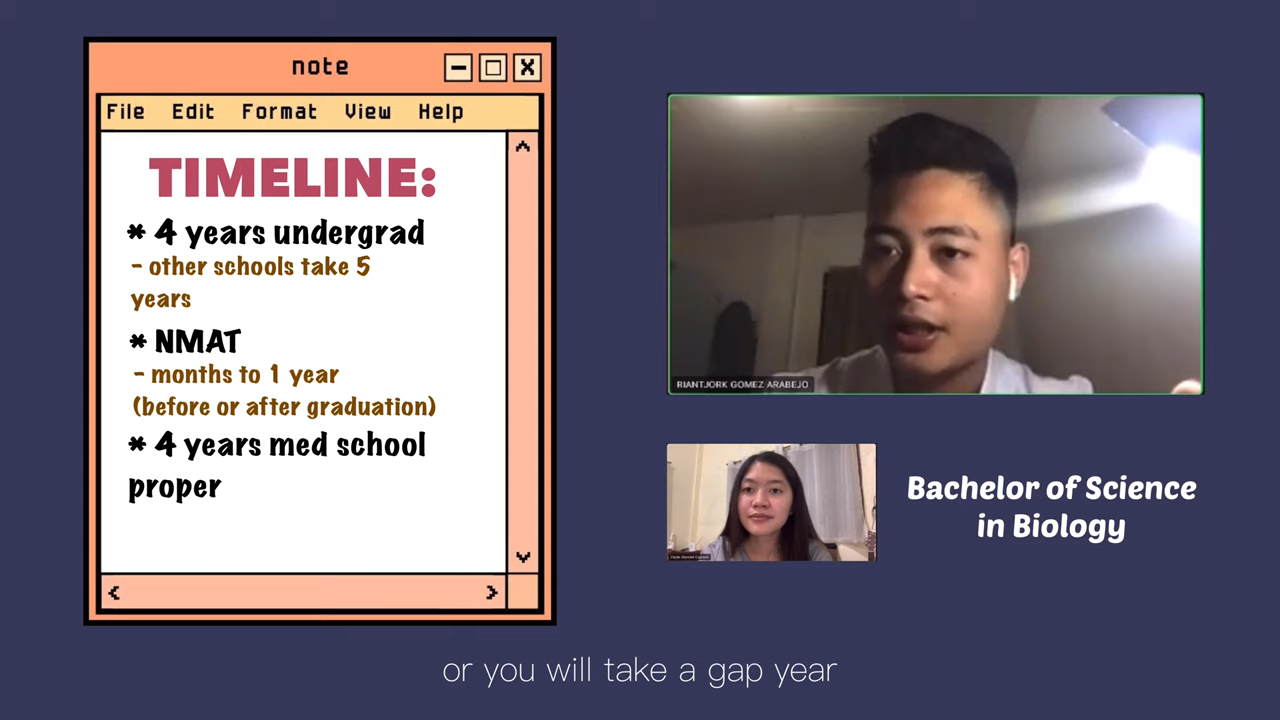 note
File Edit Format View Help
TIMELINE:
* 4 years undergrad
- other schools take 5
years
* NMAT
- months to 1 year
(before or after graduation)
* 4 years med school
proper
RIANTJORK GOMEZ ARABEJO
Bachelor of Science
in Biology
or you will take a gap year